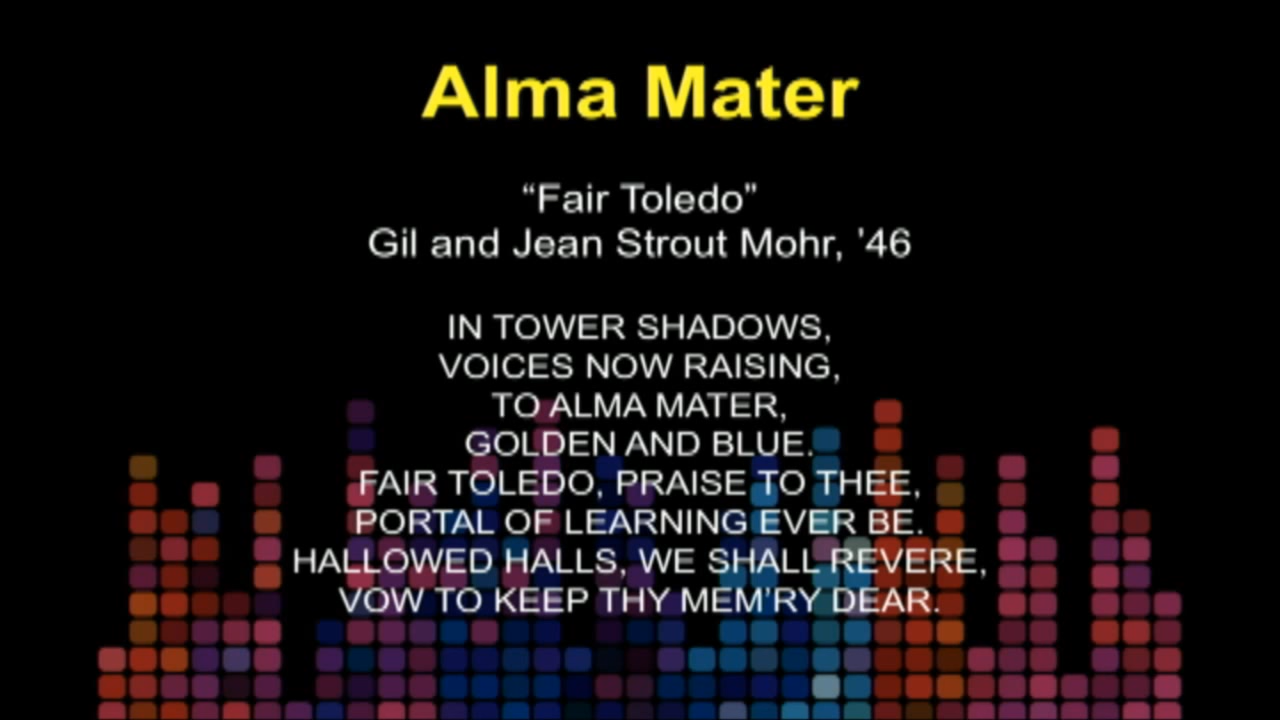 Alma Mater
“Fair Toledo”
Gil and Jean Strout Mohr, '46
IN TOWER SHADOWS,
VOICES NOW RAISING,
TO ALMA MATER,
GOLDEN AND BLUE.
FAIR TOLEDO, PRAISE TO THEE,
PORTAL OF LEARNING EVER BE.
HALLOWED HALLS, WE SHALL REVERE,
VOW TO KEEP THY MEM’RY DEAR.